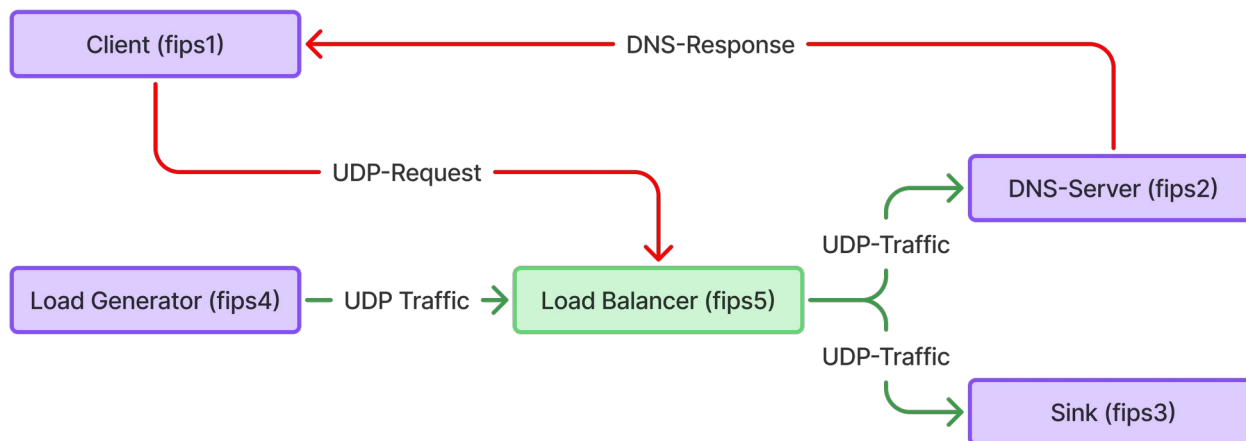 Client (fips1)
DNS-Response
UDP-Request
DNS-Server (fips2)
UDP-Traffic
Load Generator (fips4)
UDP Traffic
Load Balancer (fips5)
UDP-Traffic
Sink (fips3)